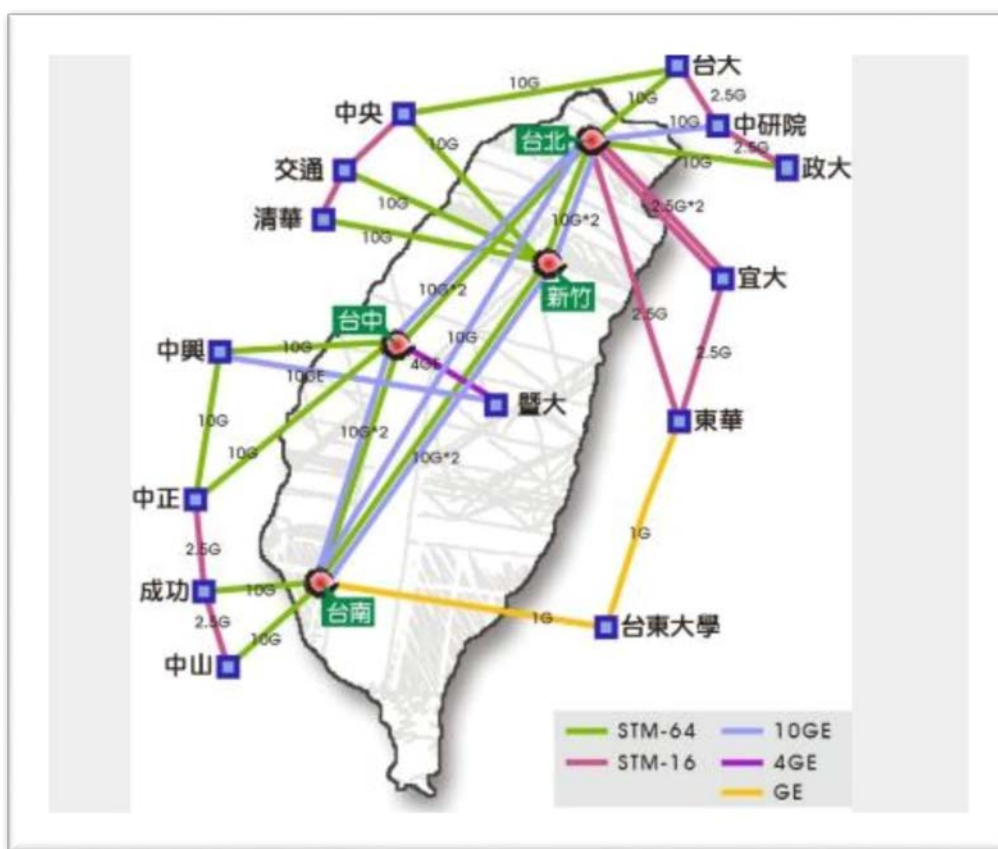 台大
10G
中央
10G
2.5G
10G
中研院
台北
10G
2.5G
政大
10G
交通
10G
清華
2.5G*2
10G*2
10G
新竹
宜大
10G*2
台中
2.5G
10G
中興
10G
4GE
2.5G
10GE
暨大
10G
東華
10G*2
10G
10G*2
中正
2.5G
1G
成功
10G
台南
2.5G
1G
台東大學
10G
中山
STM-64
10GE
STM-16
4GE
GE